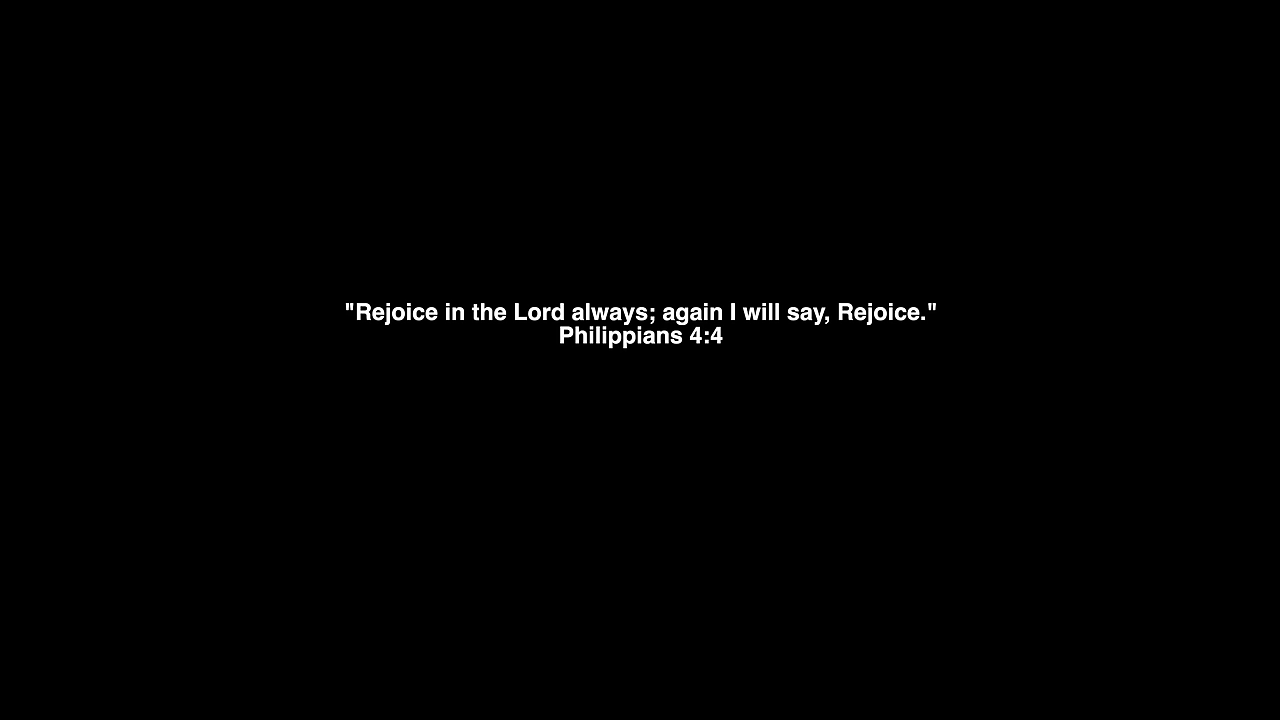 "Rejoice in the Lord always; again I will say, Rejoice."
Philippians 4:4